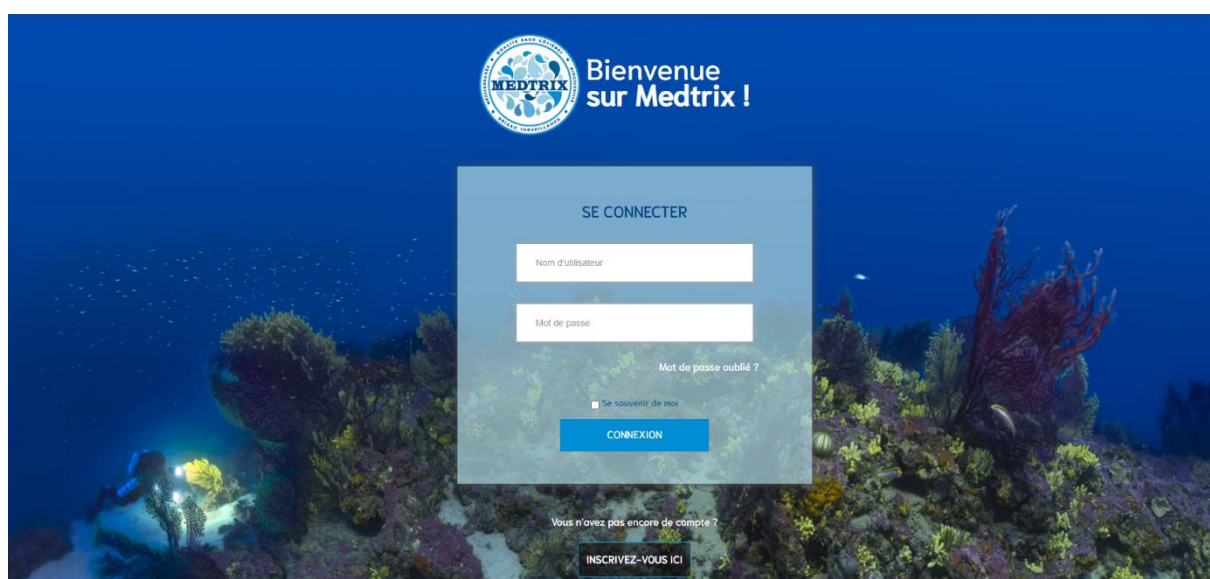 MEDTRIX
Bienvenue
sur Medtrix !
SE CONNECTER
Nom d'utilisateur
Mot de passe
Mot de passe oublié ?
Se souvenir de moi
CONNEXION
Vous n'avez pas encore de compte ?
INSCRIVEZ-VOUS ICI